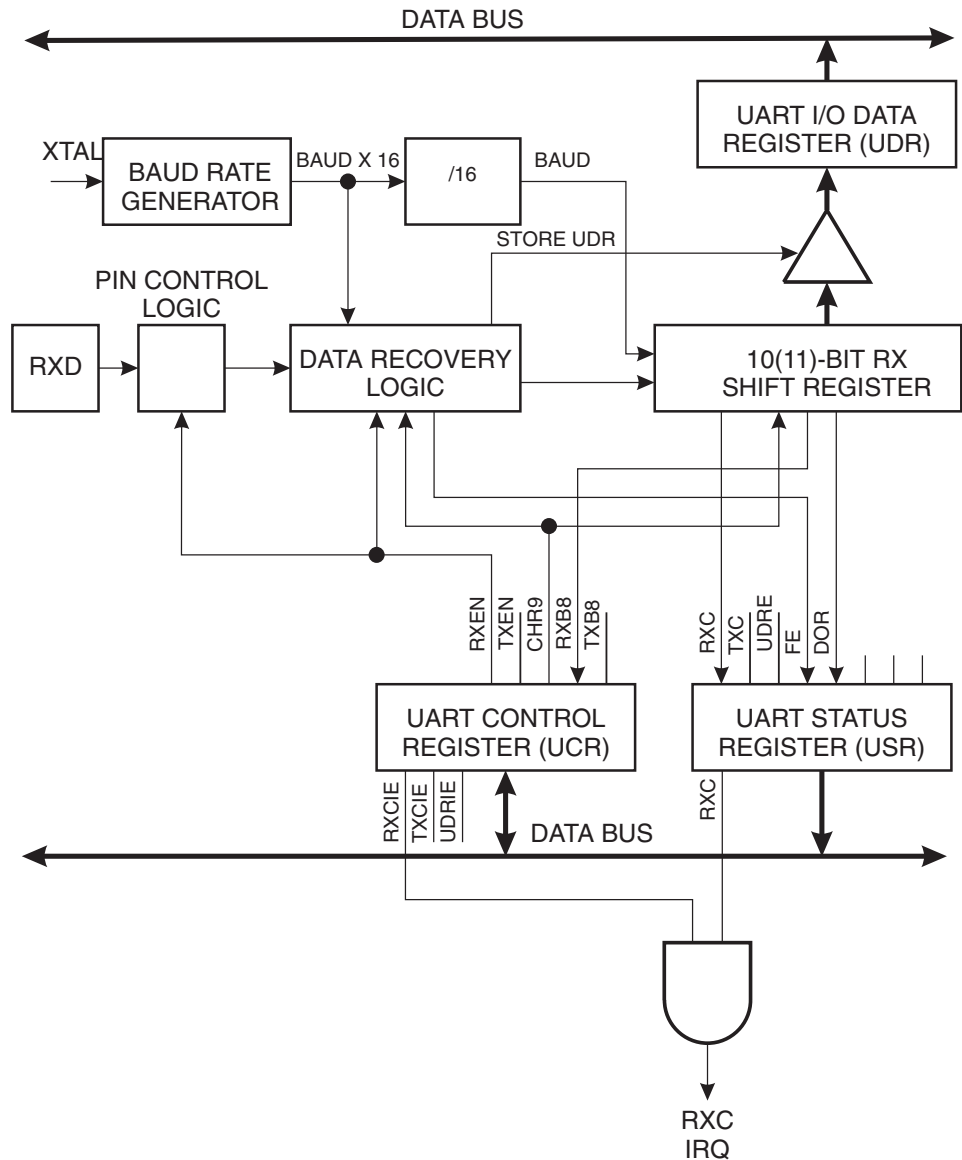 DATA BUS
UART I/O DATA
REGISTER (UDR)
XTAL
BAUD RATE
GENERATOR
BAUD X 16
/16
BAUD
STORE UDR
PIN CONTROL
LOGIC
RXD
DATA RECOVERY
LOGIC
10(11)-BIT RX
SHIFT REGISTER
RXEN
TXEN
CHR9
RXB8
TXB8
RXC
TXC
UDRE
FE
DOR
UART CONTROL
REGISTER (UCR)
UART STATUS
REGISTER (USR)
RXCIE
TXCIE
UDRIE
RXC
DATA BUS
RXC
IRQ